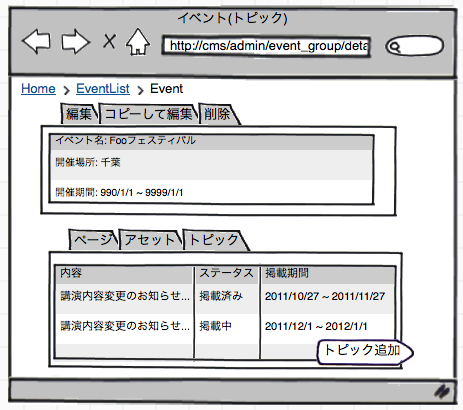 イベント(トピック)
http://cms/admin/event_group/deta
Home > EventList > Event
編集 コピーして編集 削除
イベント名: Fooフェスティバル
開催場所: 千葉
開催期間: 990/1/1 ~ 9999/1/1
ページ アセット トピック
内容 ステータス 掲載期間
講演内容変更のお知らせ... 掲載済み 2011/10/27 ~ 2011/11/27
講演内容変更のお知らせ... 掲載中 2011/12/1 ~ 2012/1/1
トピック追加